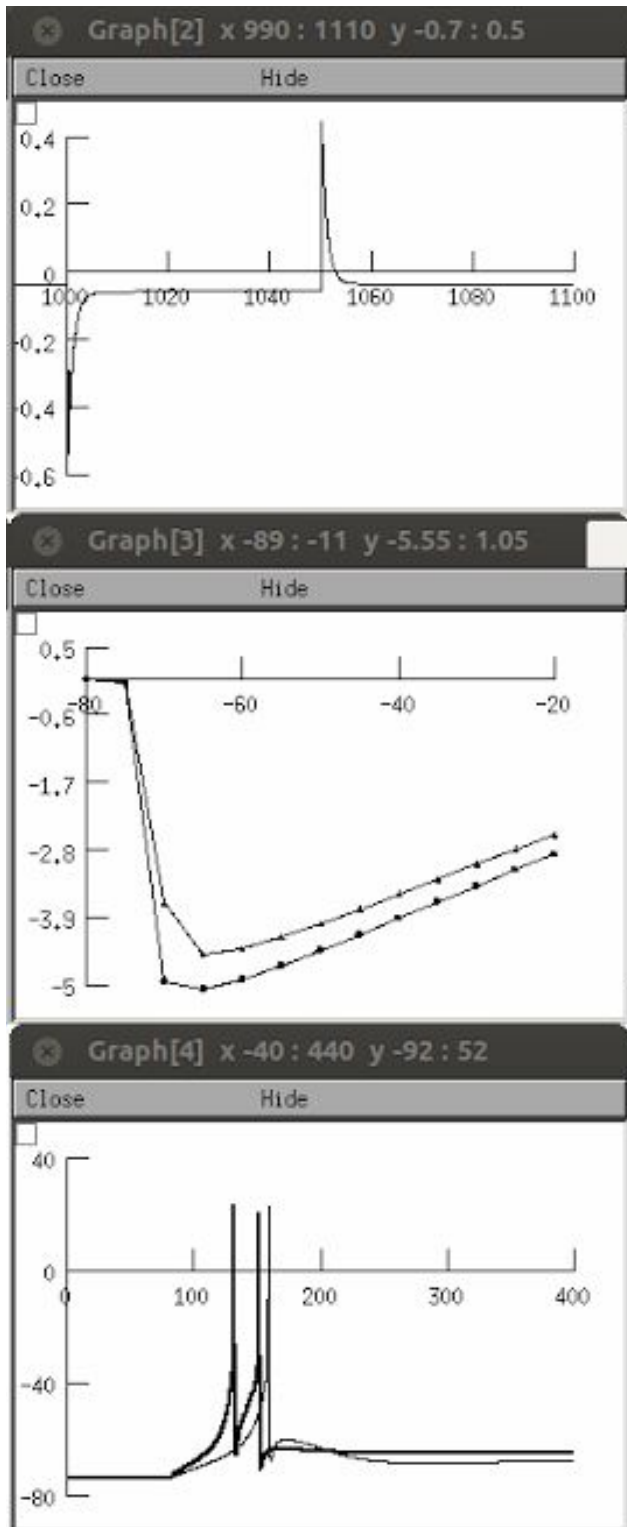 Graph[2] x 990 : 1110 y -0.7 : 0.5
Close Hide
0.4
0.2
0
1000 1020 1040 1060 1080 1100
-0.2
-0.4
-0.6
Graph[3] x -89 : -11 y -5.55 : 1.05
Close Hide
0.5
-80 -60 -40 -20
-0.6
-1.7
-2.8
-3.9
-5
Graph[4] x -40 : 440 y -92 : 52
Close Hide
40
0
0 100 200 300 400
-40
-80